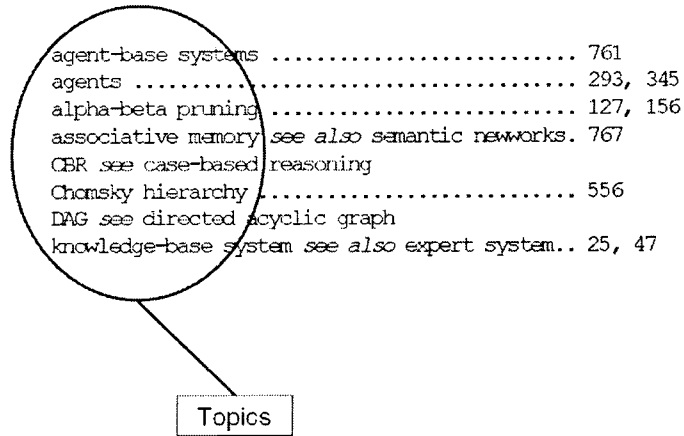 agent-base systems ............................ 761
agents ........................................ 293, 345
alpha-beta pruning ............................ 127, 156
associative memory see also semantic newworks. 767
CBR see case-based reasoning
Chomsky hierarchy ............................. 556
DAG see directed acyclic graph
knowledge-base system see also expert system.. 25, 47
Topics